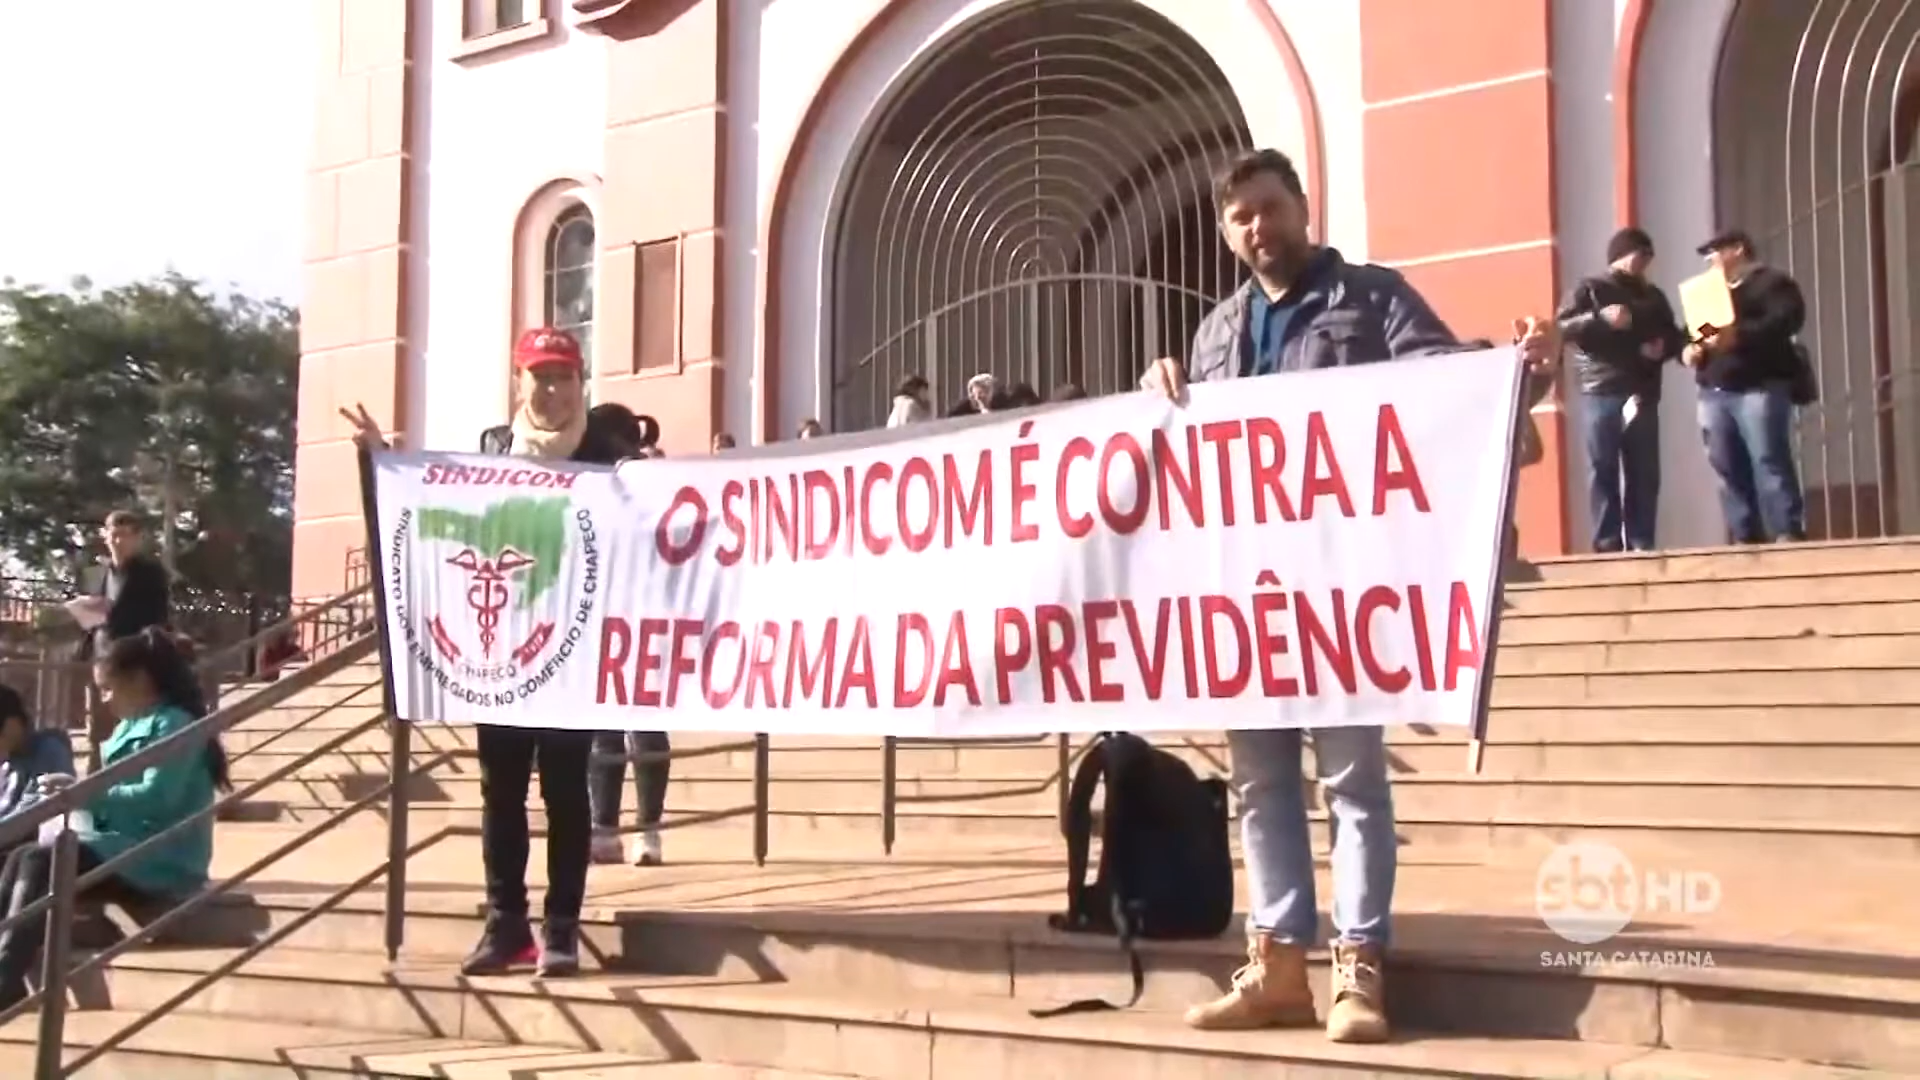 SINDICOM
SINDICATO DOS EMPREGADOS NO COMÉRCIO DE CHAPECÓ
CHAPECÓ
O SINDICOM É CONTRA A
REFORMA DA PREVIDÊNCIA
sbt HD
SANTA CATARINA